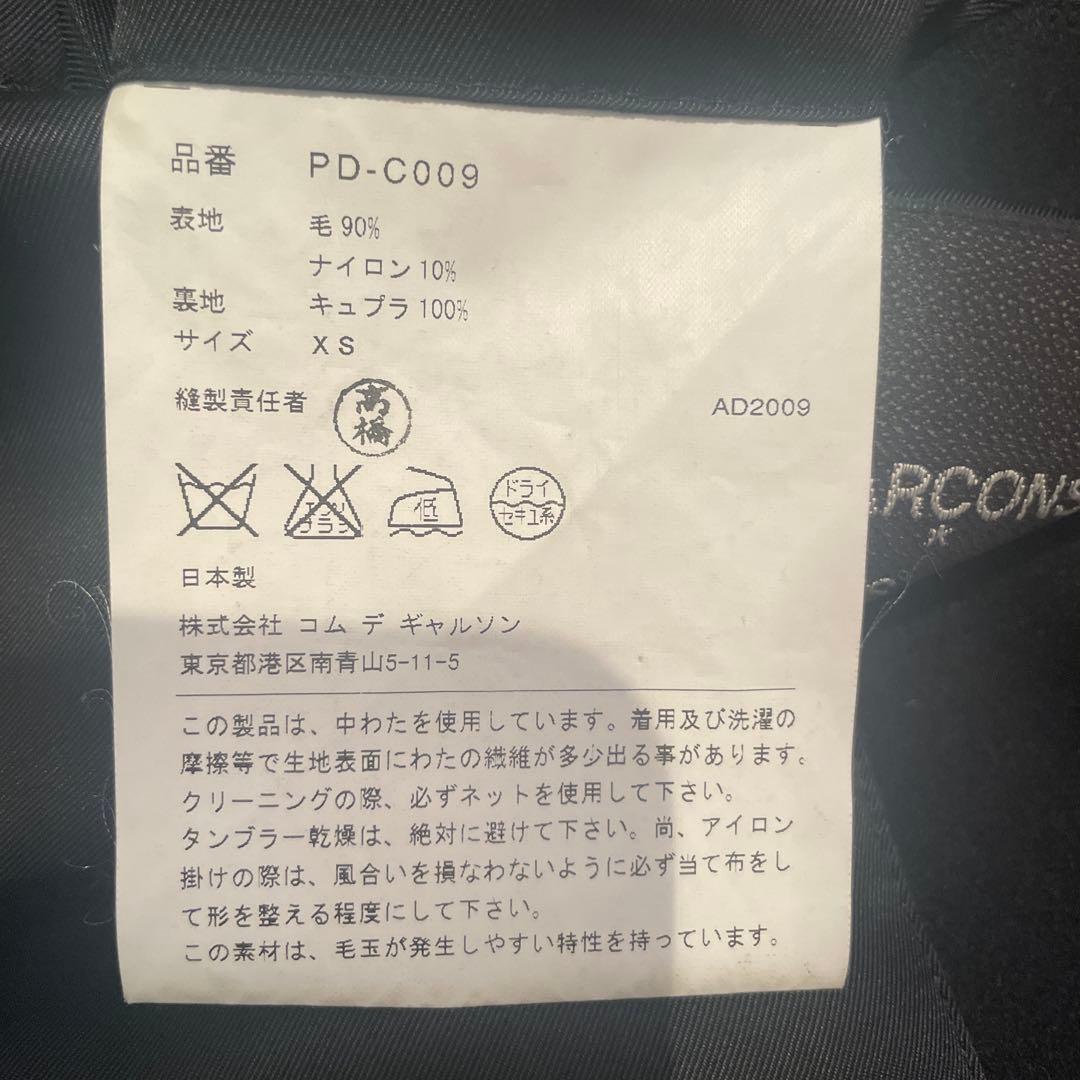 品番 PD-C009
表地 毛 90%
ナイロン 10%
裏地 キュプラ 100%
サイズ XS
縫製責任者 高橋
AD2009
エンソ
ブラシ
低
ドライ
セキユ系
日本製
株式会社 コム デ ギャルソン
東京都港区南青山5-11-5
この製品は、中わたを使用しています。着用及び洗濯の
摩擦等で生地表面にわたの繊維が多少出る事があります。
クリーニングの際、必ずネットを使用して下さい。
タンブラー乾燥は、絶対に避けて下さい。尚、アイロン
掛けの際は、風合いを損なわないように必ず当て布をし
て形を整える程度にして下さい。
この素材は、毛玉が発生しやすい特性を持っています。
ARCONS